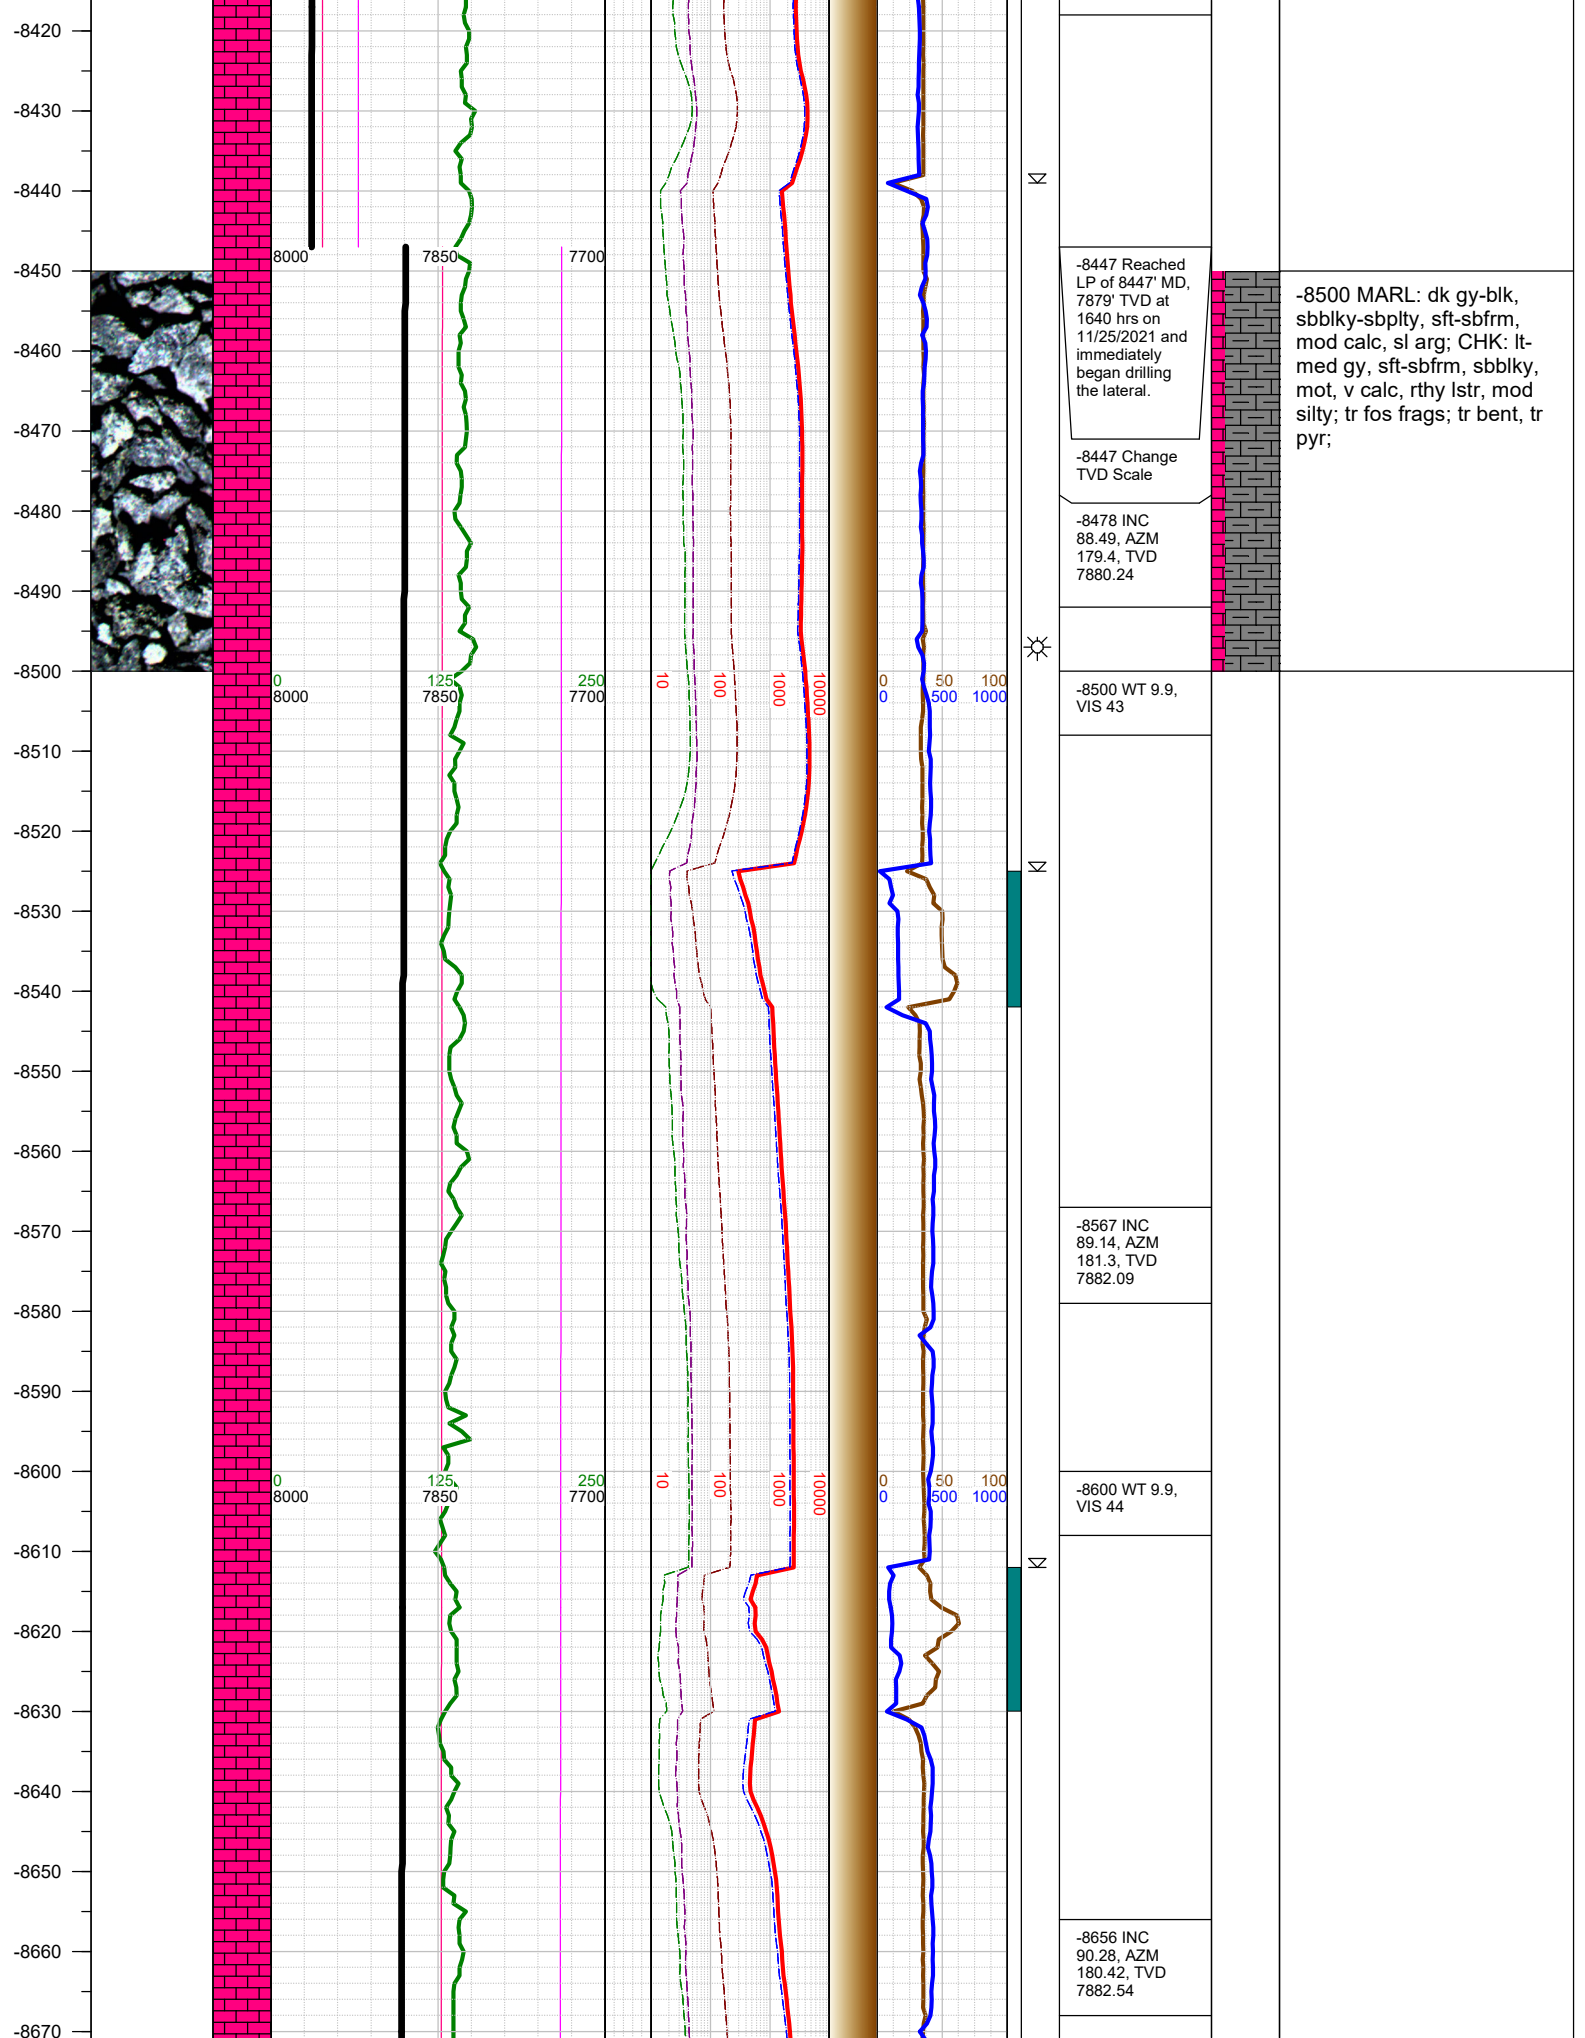 -8420
-8430
-8440
-8450
-8460
-8470
-8480
-8490
-8500
-8510
-8520
-8530
-8540
-8550
-8560
-8570
-8580
-8590
-8600
-8610
-8620
-8630
-8640
-8650
-8660
-8670
8000 7850 7700
0 125 250
8000 7850 7700
10 100 1000 10000
0 50 100
0 500 1000
0 125 250
8000 7850 7700
10 100 1000 10000
0 50 100
0 500 1000
-8447 Reached
LP of 8447' MD,
7879' TVD at
1640 hrs on
11/25/2021 and
immediately
began drilling
the lateral.
-8447 Change
TVD Scale
-8478 INC
88.49, AZM
179.4, TVD
7880.24
-8500 WT 9.9,
VIS 43
-8567 INC
89.14, AZM
181.3, TVD
7882.09
-8600 WT 9.9,
VIS 44
-8656 INC
90.28, AZM
180.42, TVD
7882.54
-8500 MARL: dk gy-blk,
sbblky-sbplty, sft-sbfrm,
mod calc, sl arg; CHK: lt-
med gy, sft-sbfrm, sbblky,
mot, v calc, rthy lstr, mod
silty; tr fos frags; tr bent, tr
pyr;